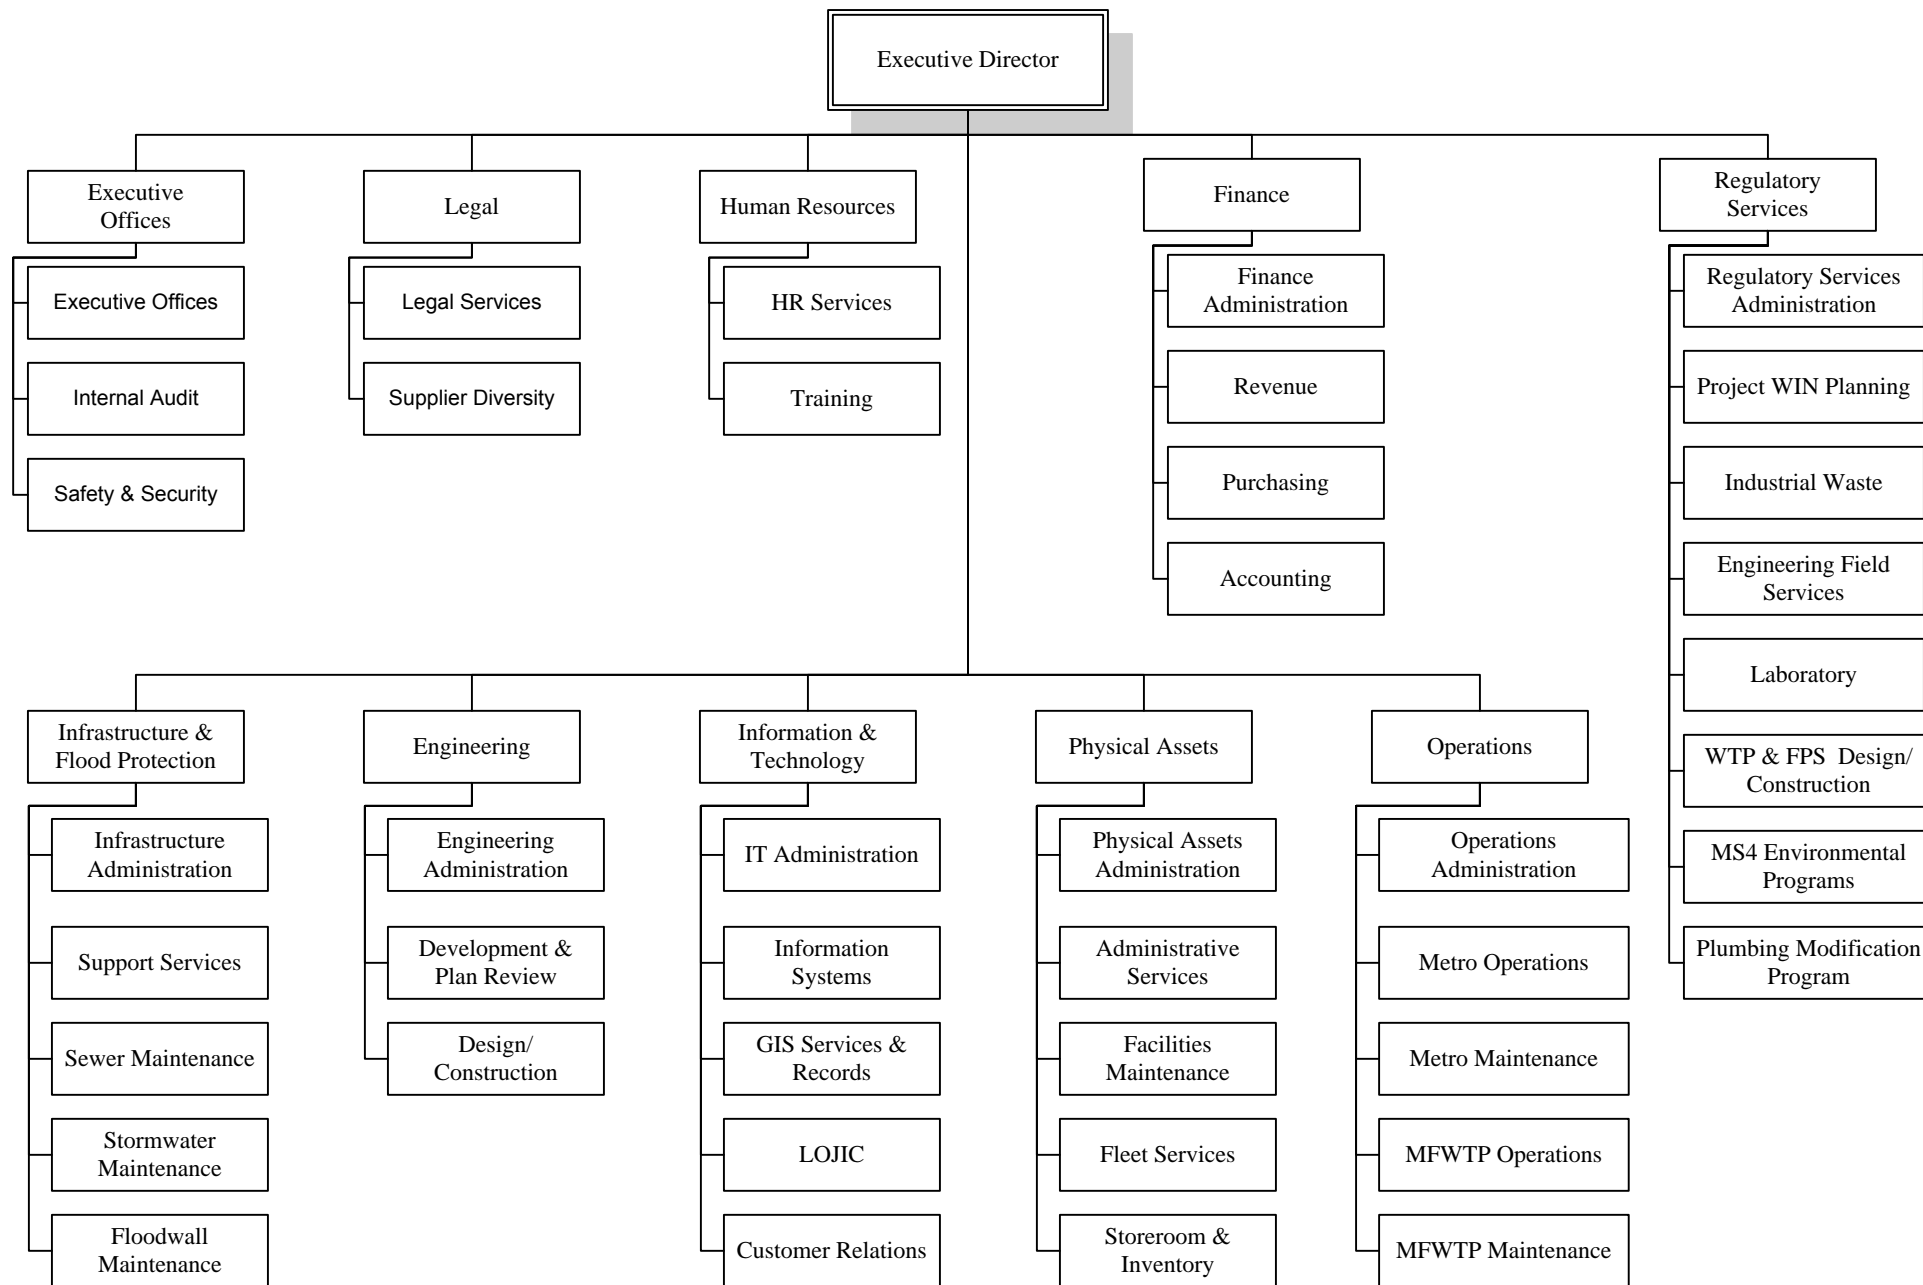 Executive Director
Executive
Offices
Legal
Human Resources
Finance
Regulatory
Services
Executive Offices
Internal Audit
Safety & Security
Legal Services
Supplier Diversity
HR Services
Training
Finance
Administration
Revenue
Purchasing
Accounting
Regulatory Services
Administration
Project WIN Planning
Industrial Waste
Engineering Field
Services
Laboratory
WTP & FPS Design/
Construction
MS4 Environmental
Programs
Plumbing Modification
Program
Infrastructure &
Flood Protection
Engineering
Information &
Technology
Physical Assets
Operations
Infrastructure
Administration
Support Services
Sewer Maintenance
Stormwater
Maintenance
Floodwall
Maintenance
Engineering
Administration
Development &
Plan Review
Design/
Construction
IT Administration
Information
Systems
GIS Services &
Records
LOJIC
Customer Relations
Physical Assets
Administration
Administrative
Services
Facilities
Maintenance
Fleet Services
Storeroom &
Inventory
Operations
Administration
Metro Operations
Metro Maintenance
MFWTP Operations
MFWTP Maintenance